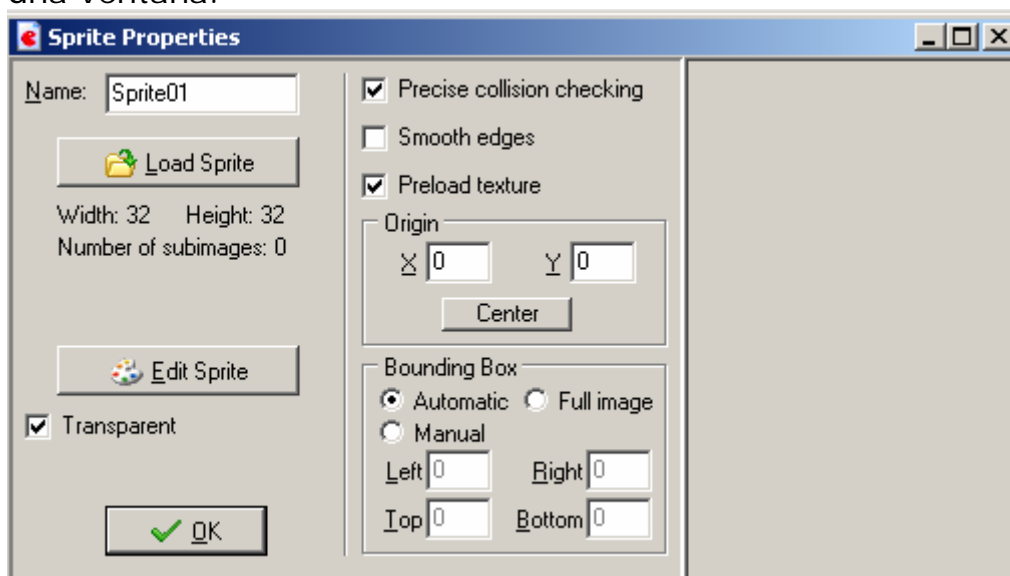 una ventana:
Sprite Properties
Name: Sprite01
Load Sprite
Width: 32 Height: 32
Number of subimages: 0
Edit Sprite
Transparent
OK
Precise collision checking
Smooth edges
Preload texture
Origin
X 0 Y 0
Center
Bounding Box
Automatic Full image
Manual
Left 0 Right 0
Top 0 Bottom 0